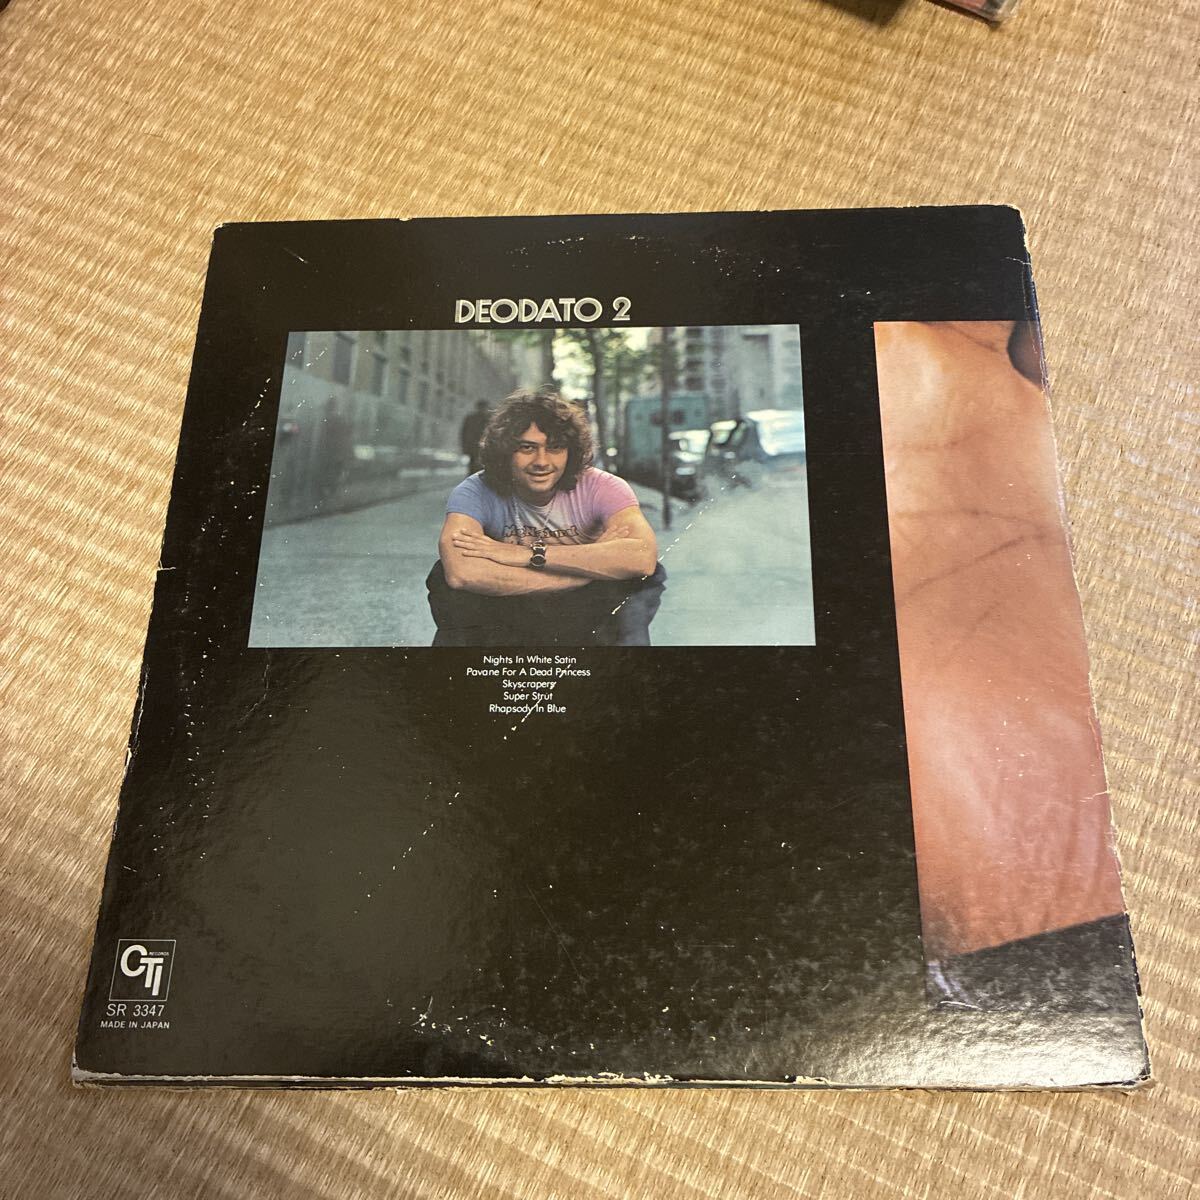 DEODATO 2
Nights In White Satin
Pavane For A Dead Princess
Skyscrapers
Super Strut
Rhapsody In Blue
CTI
RECORDS
SR 3347
MADE IN JAPAN